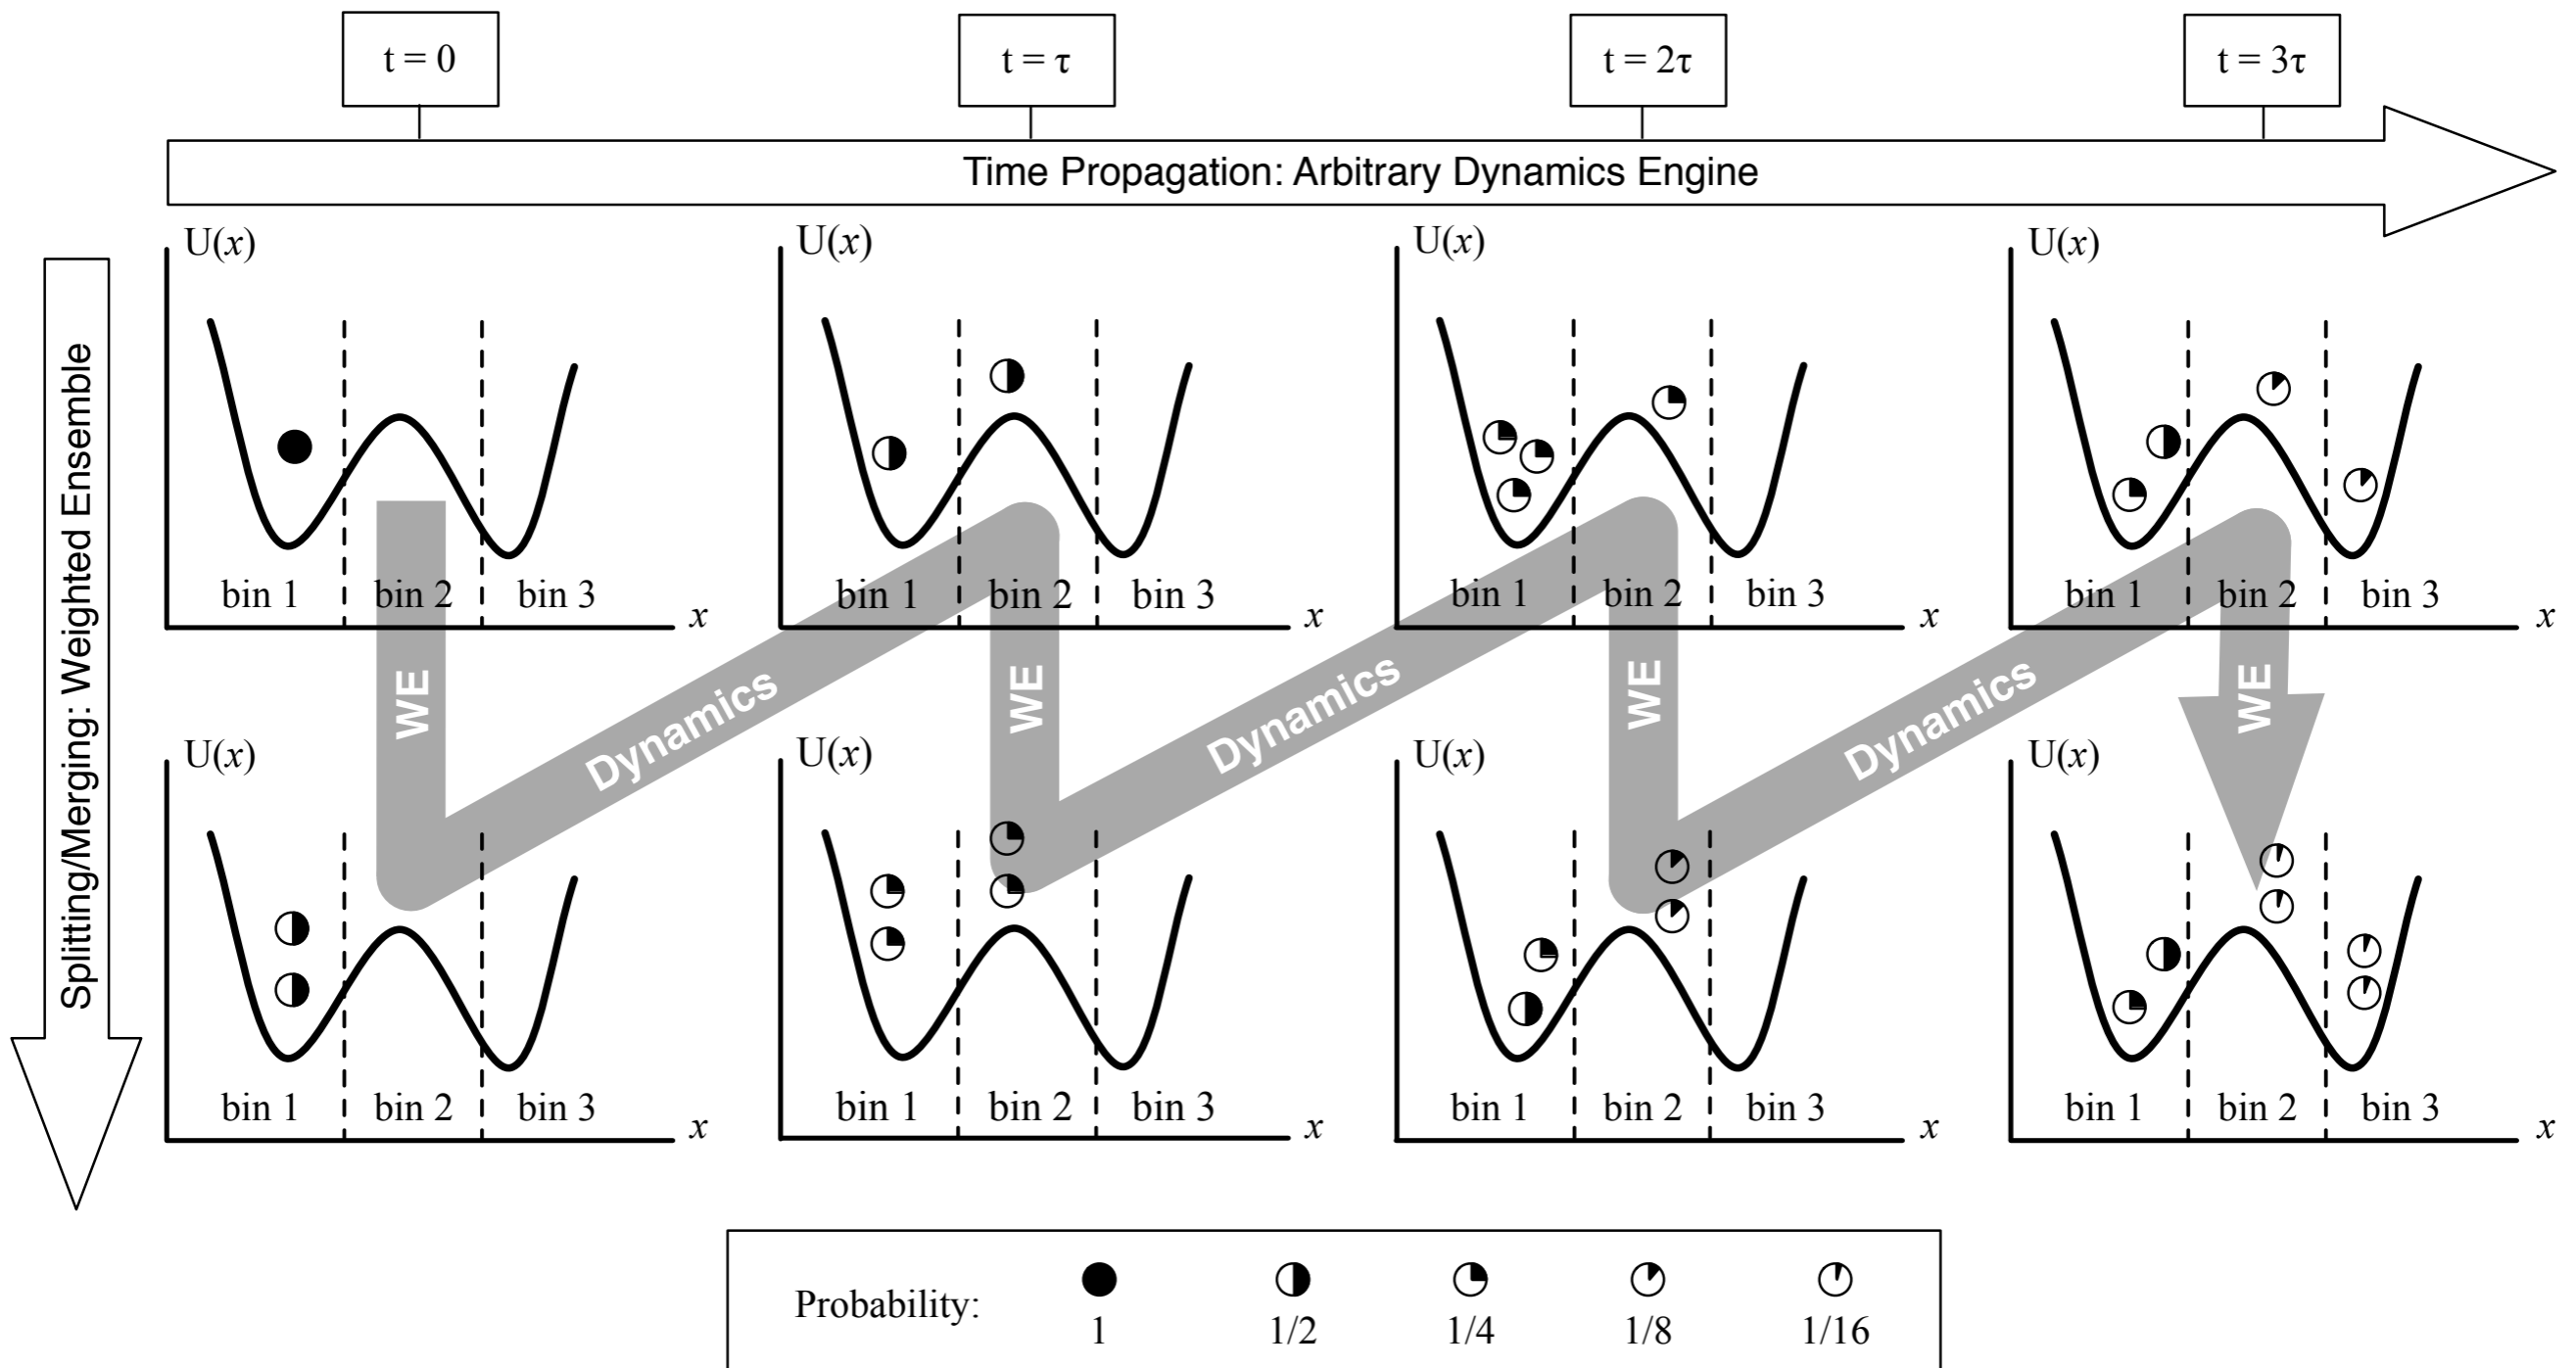 t = 0
t = τ
t = 2τ
t = 3τ
Time Propagation: Arbitrary Dynamics Engine
Splitting/Merging: Weighted Ensemble
U(x)
U(x)
U(x)
U(x)
bin 1 bin 2 bin 3 x
bin 1 bin 2 bin 3 x
bin 1 bin 2 bin 3 x
bin 1 bin 2 bin 3 x
WE
Dynamics
WE
Dynamics
WE
Dynamics
WE
U(x)
U(x)
U(x)
U(x)
bin 1 bin 2 bin 3 x
bin 1 bin 2 bin 3 x
bin 1 bin 2 bin 3 x
bin 1 bin 2 bin 3 x
Probability:
1 1/2 1/4 1/8 1/16